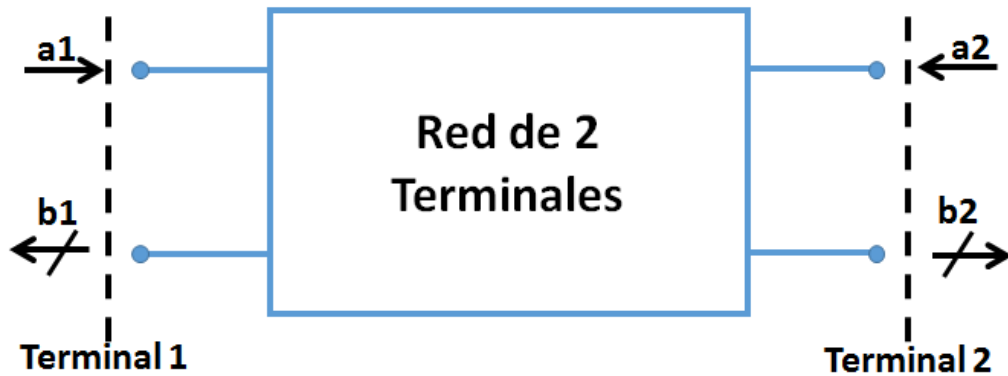 a1
a2
Red de 2
Terminales
b1
b2
Terminal 1
Terminal 2